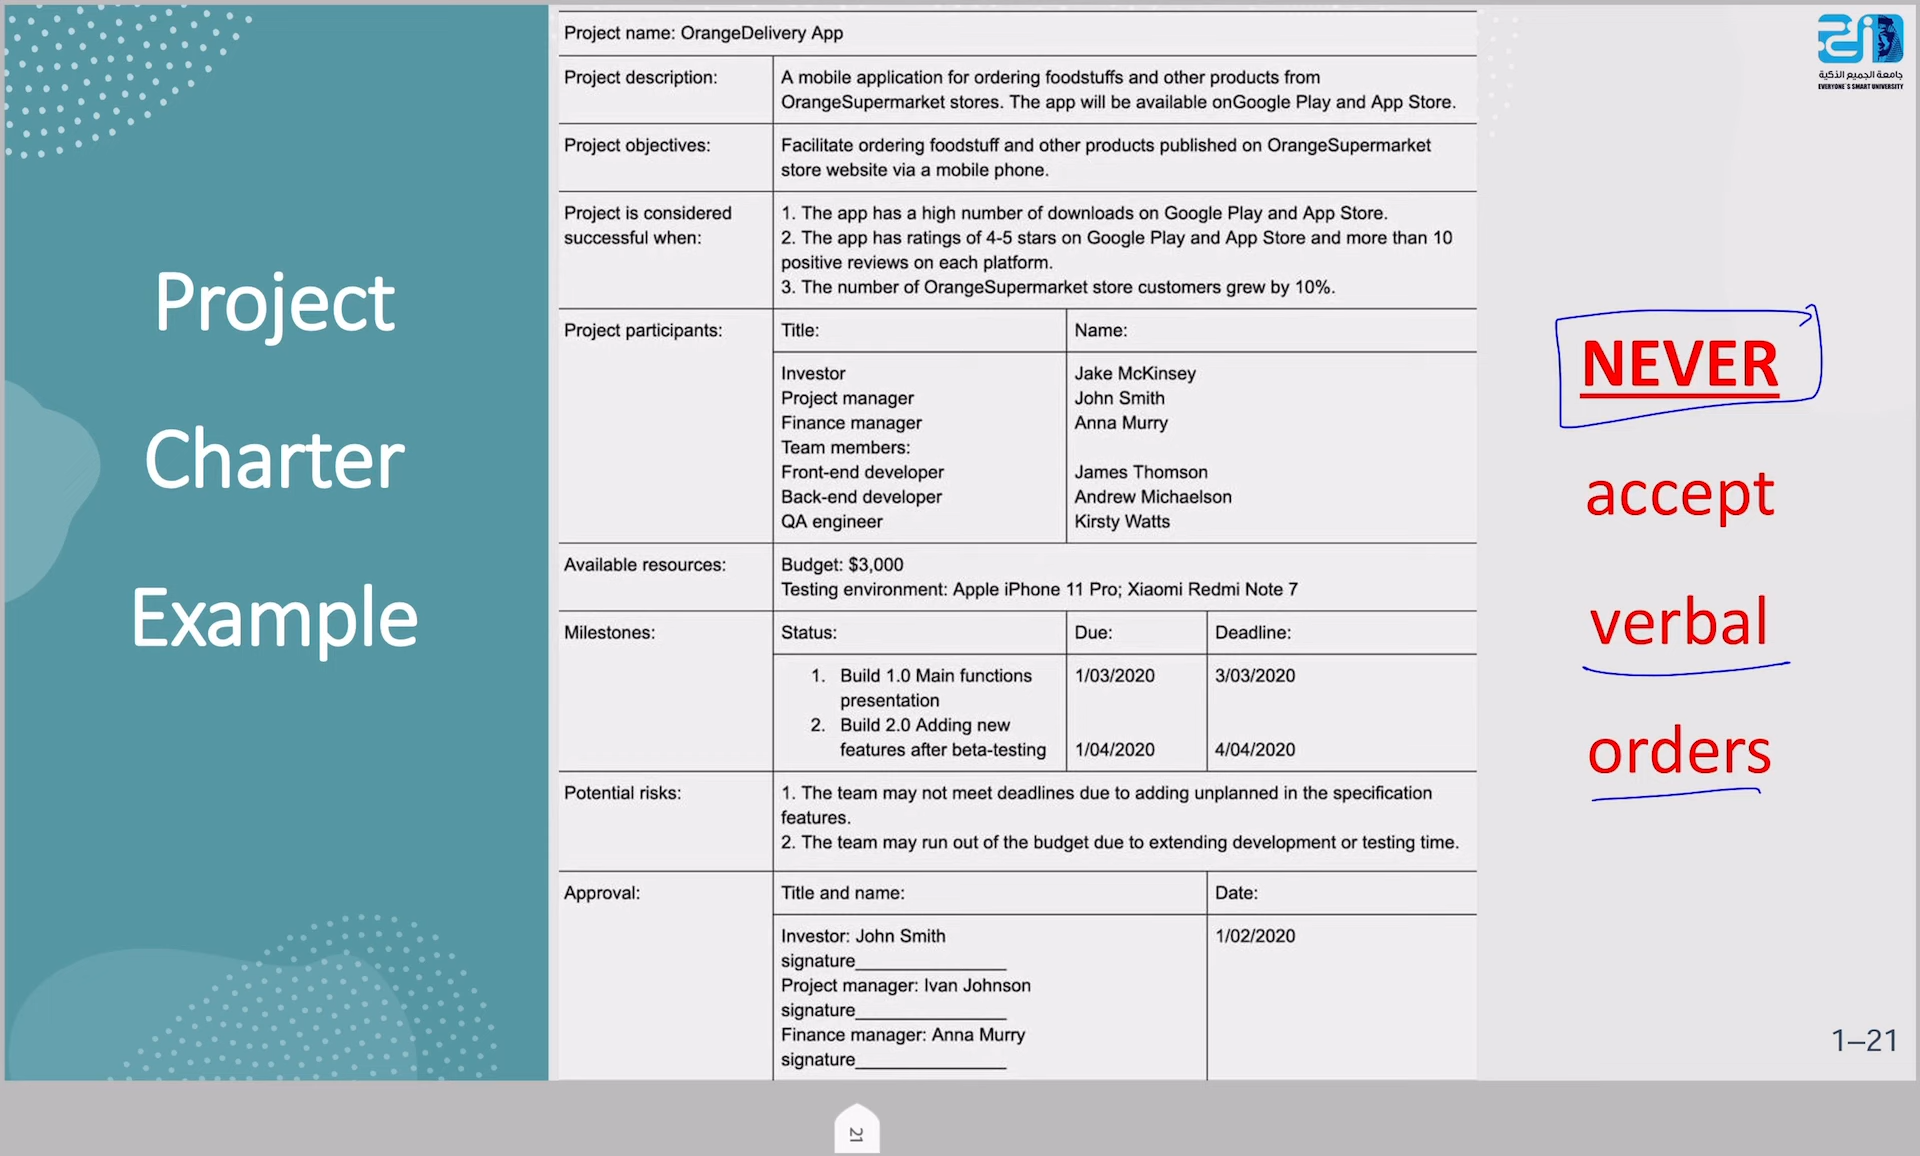 Project
Charter
Example
Project name: OrangeDelivery App
Project description:
A mobile application for ordering foodstuffs and other products from
OrangeSupermarket stores. The app will be available onGoogle Play and App Store.
Project objectives:
Facilitate ordering foodstuff and other products published on OrangeSupermarket
store website via a mobile phone.
Project is considered
successful when:
1. The app has a high number of downloads on Google Play and App Store.
2. The app has ratings of 4-5 stars on Google Play and App Store and more than 10
positive reviews on each platform.
3. The number of OrangeSupermarket store customers grew by 10%.
Project participants:
Title:
Name:
Investor
Jake McKinsey
Project manager
John Smith
Finance manager
Anna Murry
Team members:
Front-end developer
James Thomson
Back-end developer
Andrew Michaelson
QA engineer
Kirsty Watts
Available resources:
Budget: $3,000
Testing environment: Apple iPhone 11 Pro; Xiaomi Redmi Note 7
Milestones:
Status:
Due:
Deadline:
1. Build 1.0 Main functions
presentation
1/03/2020
3/03/2020
2. Build 2.0 Adding new
features after beta-testing
1/04/2020
4/04/2020
Potential risks:
1. The team may not meet deadlines due to adding unplanned in the specification
features.
2. The team may run out of the budget due to extending development or testing time.
Approval:
Title and name:
Date:
Investor: John Smith
1/02/2020
signature_______________
Project manager: Ivan Johnson
signature_______________
Finance manager: Anna Murry
signature_______________
جامعة الجميع الذكية
EVERYONE'S SMART UNIVERSITY
NEVER
accept
verbal
orders
1–21
21